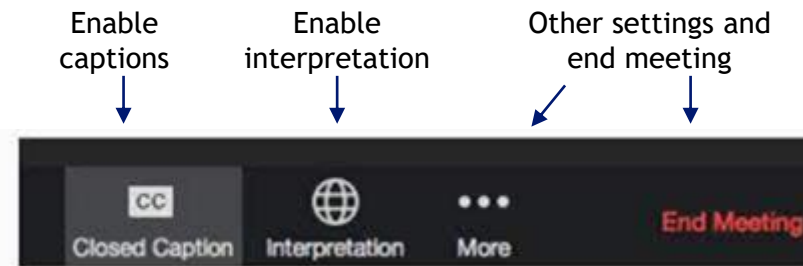 Enable
captions
Enable
interpretation
Other settings and
end meeting
CC
Closed Caption
Interpretation
More
End Meeting